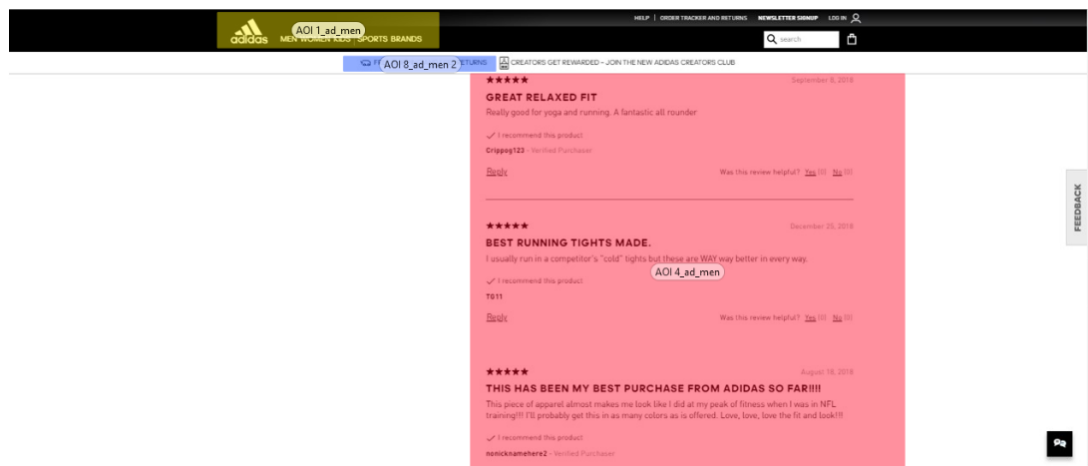 HELP | ORDER TRACKER AND RETURNS NEWSLETTER SIGNUP LOG IN
AOI 1_ad_men
adidas MEN WOMEN KIDS SPORTS BRANDS
search
AOI 8_ad_men 2
RETURNS CREATORS GET REWARDED - JOIN THE NEW ADIDAS CREATORS CLUB
★★★★★ September 8, 2018
GREAT RELAXED FIT
Really good for yoga and running. A fantastic all rounder
✓ I recommend this product
Crippog123 - Verified Purchaser
Reply Was this review helpful? Yes (0) No (0)
FEEDBACK
★★★★★ December 25, 2018
BEST RUNNING TIGHTS MADE.
I usually run in a competitor's "cold" tights but these are WAY way better in every way.
AOI 4_ad_men
✓ I recommend this product
TG11
Reply Was this review helpful? Yes (0) No (0)
★★★★★ August 16, 2018
THIS HAS BEEN MY BEST PURCHASE FROM ADIDAS SO FAR!!!!
This piece of apparel almost makes me look like I did at my peak of fitness when I was in NFL
training!!! I'll probably get this in as many colors as is offered. Love, love, love the fit and look!!!
✓ I recommend this product
nonicknamehere2 - Verified Purchaser